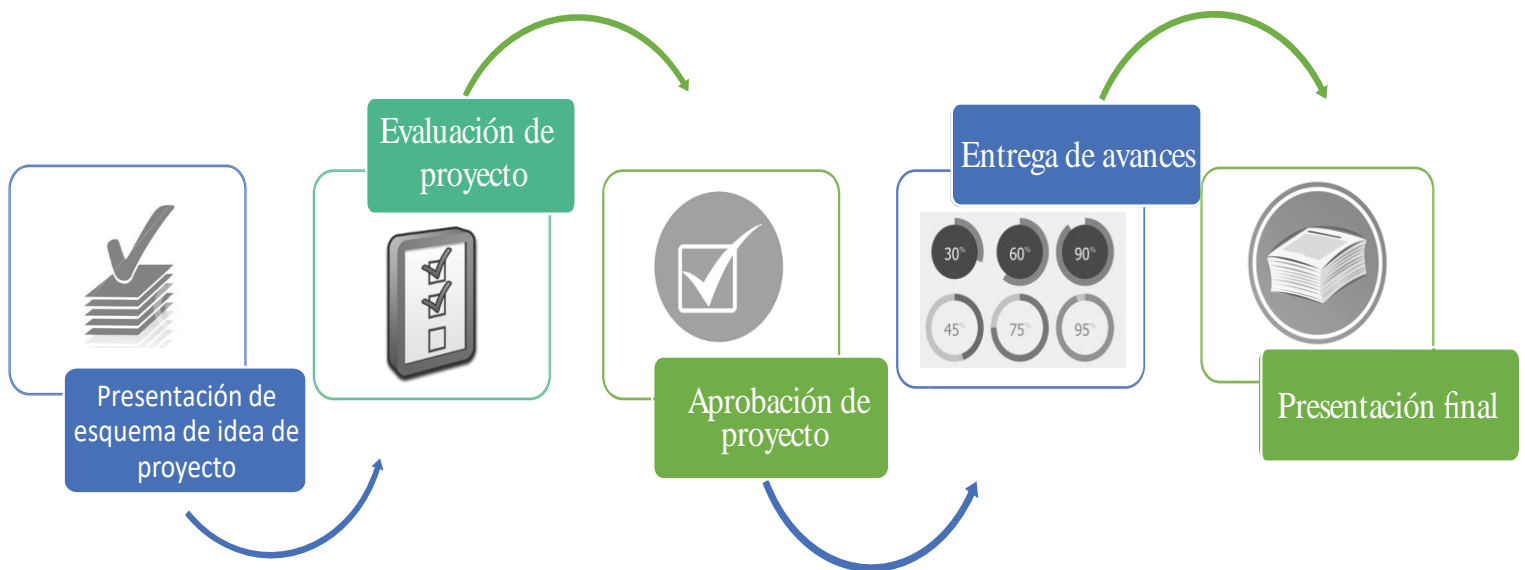 Presentación de
esquema de idea de
proyecto
Evaluación de
proyecto
Aprobación de
proyecto
Entrega de avances
30%
60%
90%
45%
75%
95%
Presentación final